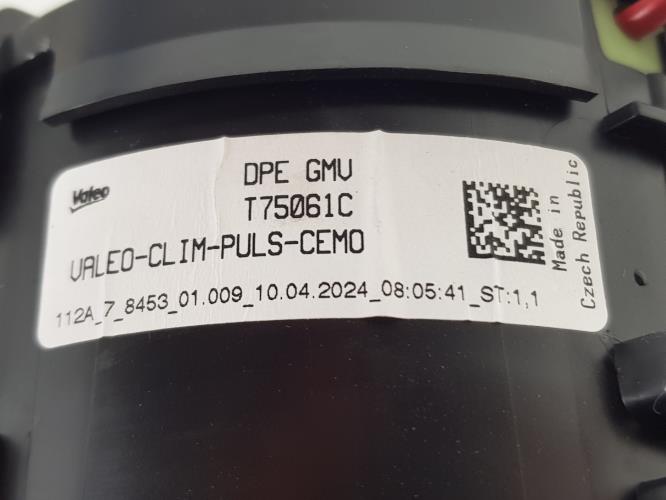 Valeo
DPE GMV
T75061C
VALEO-CLIM-PULS-CEMO
112A_7_8453_01.009_10.04.2024_08:05:41_ST:1,1
Made in
Czech Republic